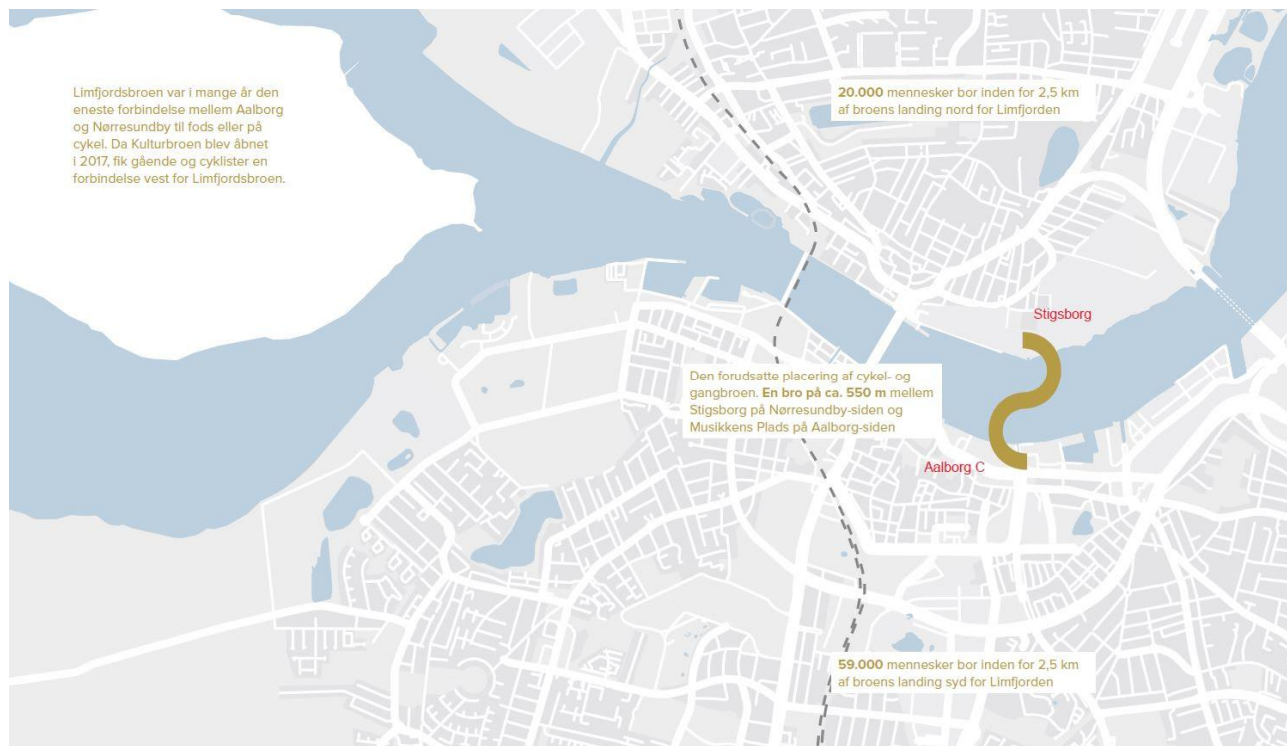 Limfjordsbroen var i mange år den
eneste forbindelse mellem Aalborg
og Nørresundby til fods eller på
cykel. Da Kulturbroen blev åbnet
i 2017, fik gående og cyklister en
forbindelse vest for Limfjordsbroen.
20.000 mennesker bor inden for 2,5 km
af broens landing nord for Limfjorden
Stigsborg
Den forudsatte placering af cykel- og
gangbroen. En bro på ca. 550 m mellem
Stigsborg på Nørresundby-siden og
Musikkens Plads på Aalborg-siden
Aalborg C
59.000 mennesker bor inden for 2,5 km
af broens landing syd for Limfjorden